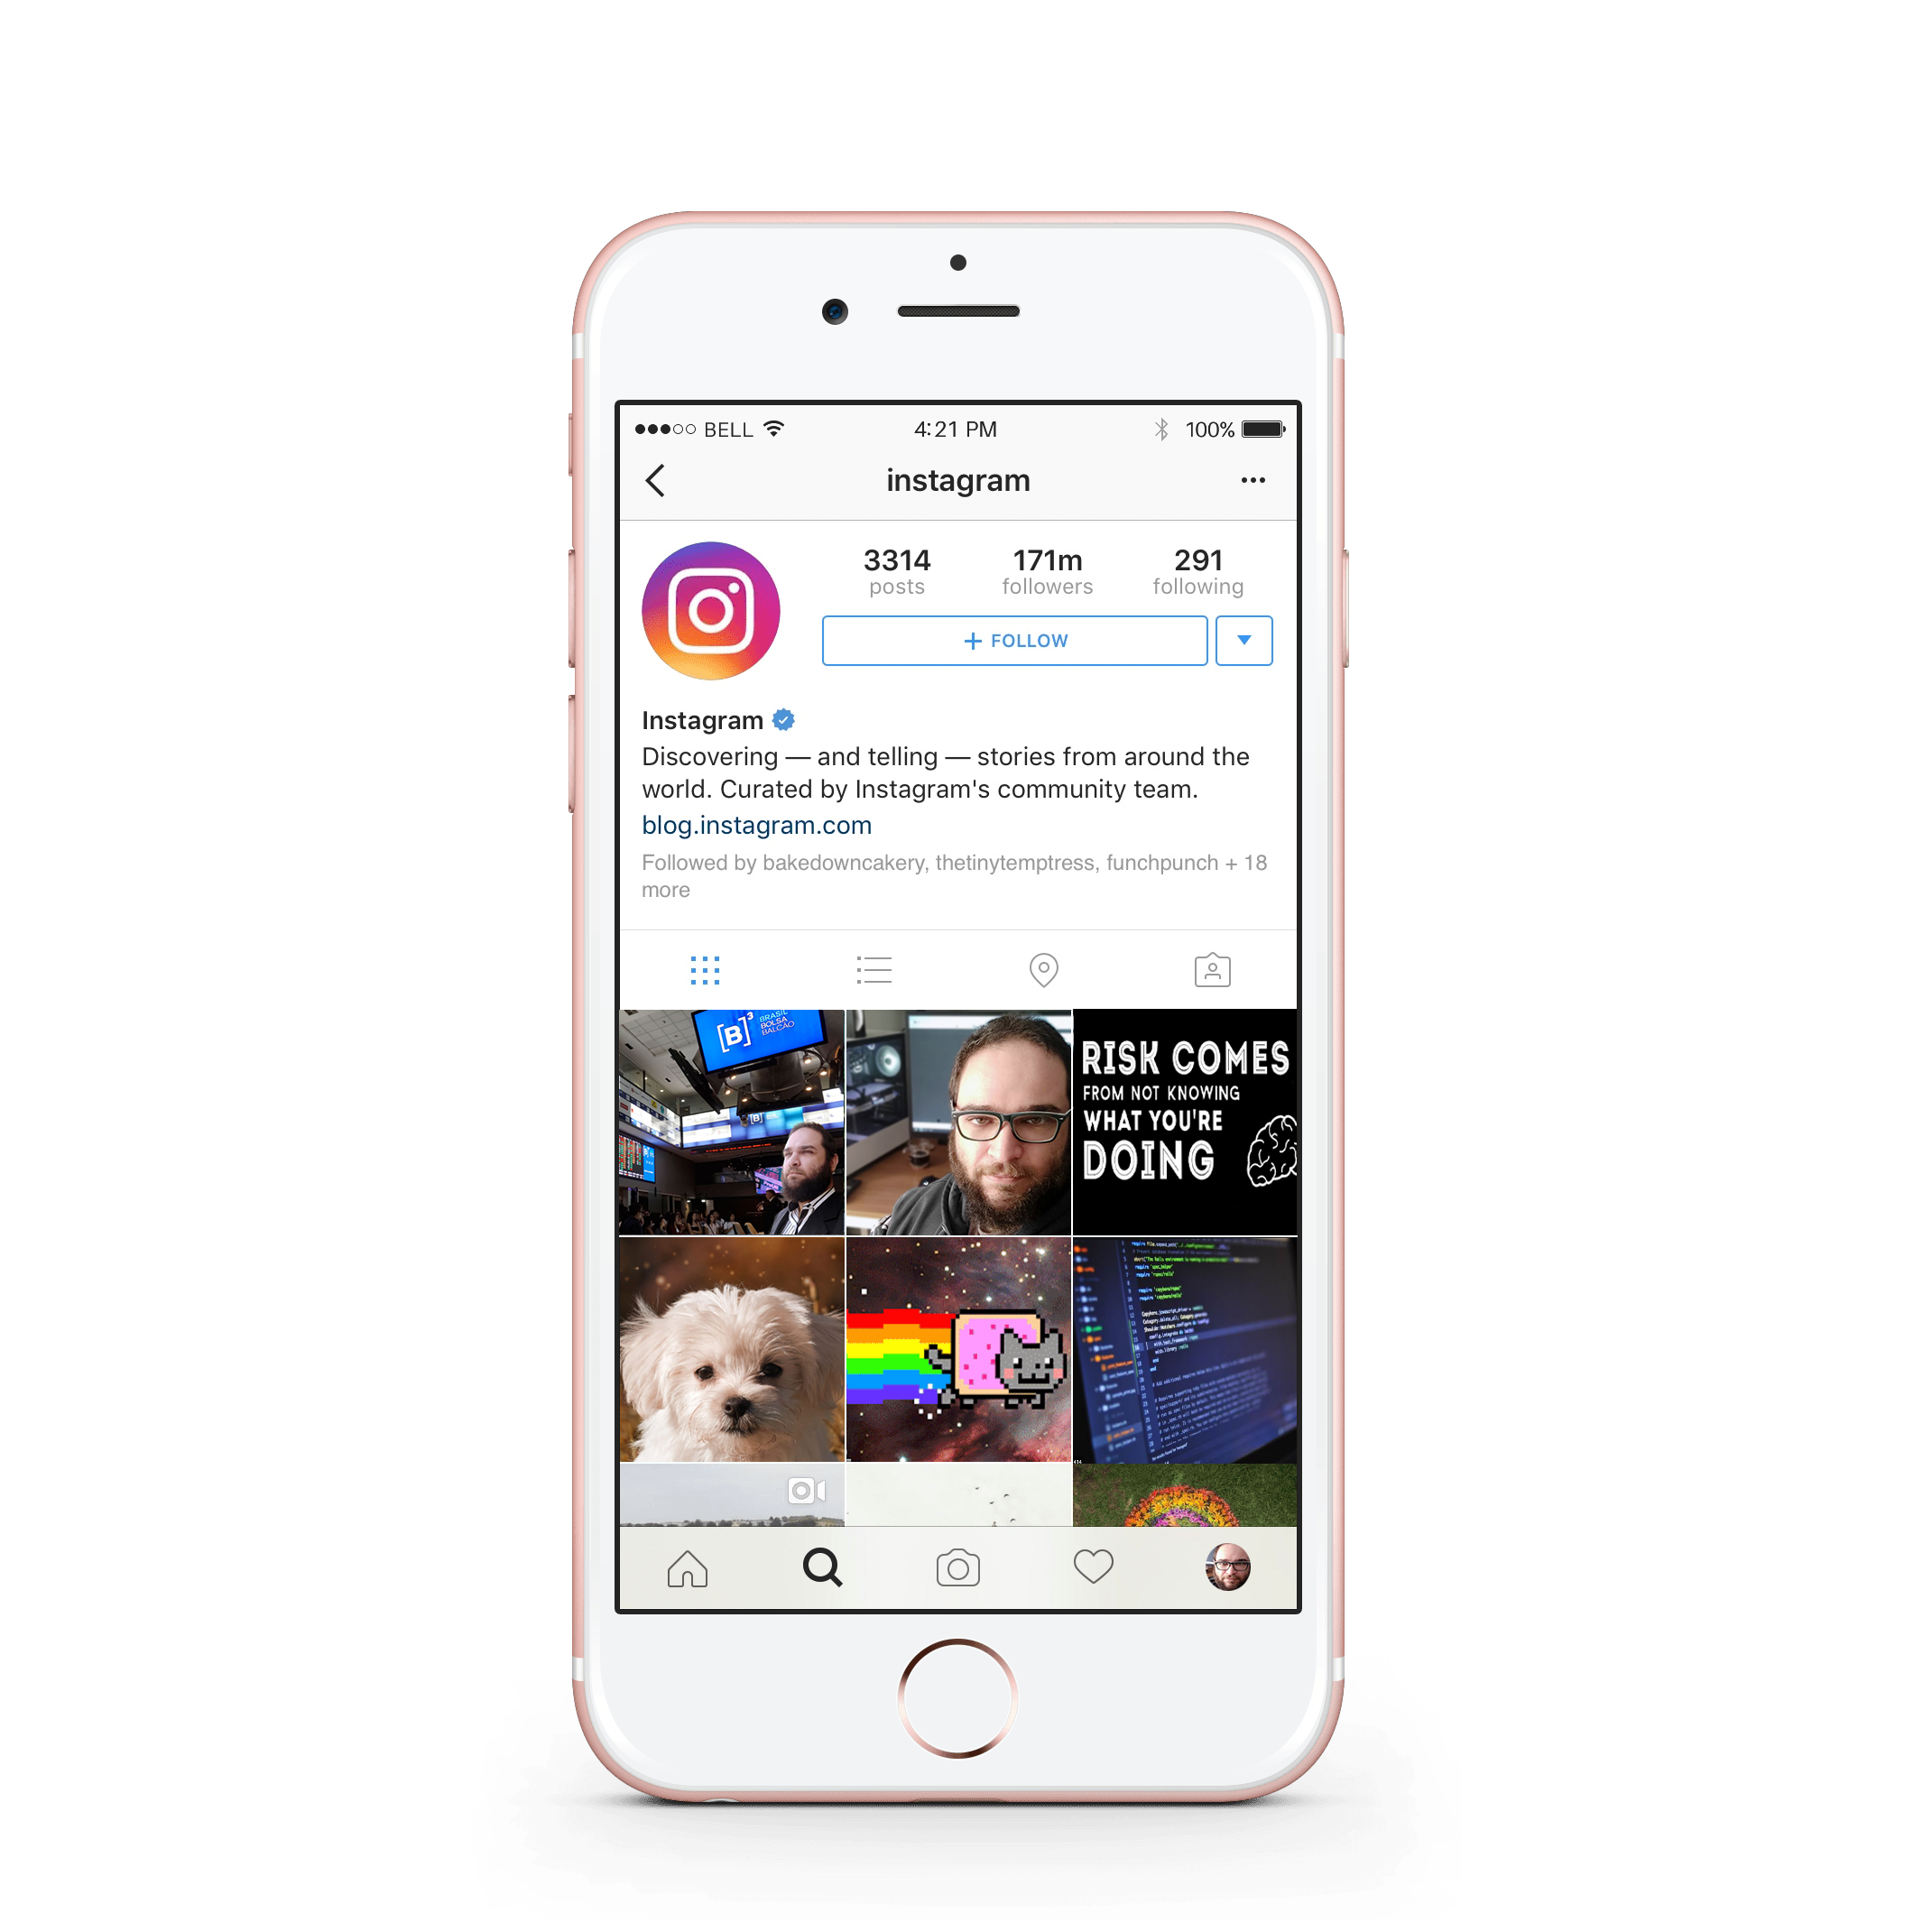 BELL 4:21 PM 100%
instagram
3314 171m 291
posts followers following
+ FOLLOW
Instagram
Discovering — and telling — stories from around the
world. Curated by Instagram's community team.
blog.instagram.com
Followed by bakedowncakery, thetinytemptress, funchpunch + 18
more
[B]³ BRASIL
BOLSA
BALCÃO
[B]
RISK COMES
FROM NOT KNOWING
WHAT YOU'RE
DOING